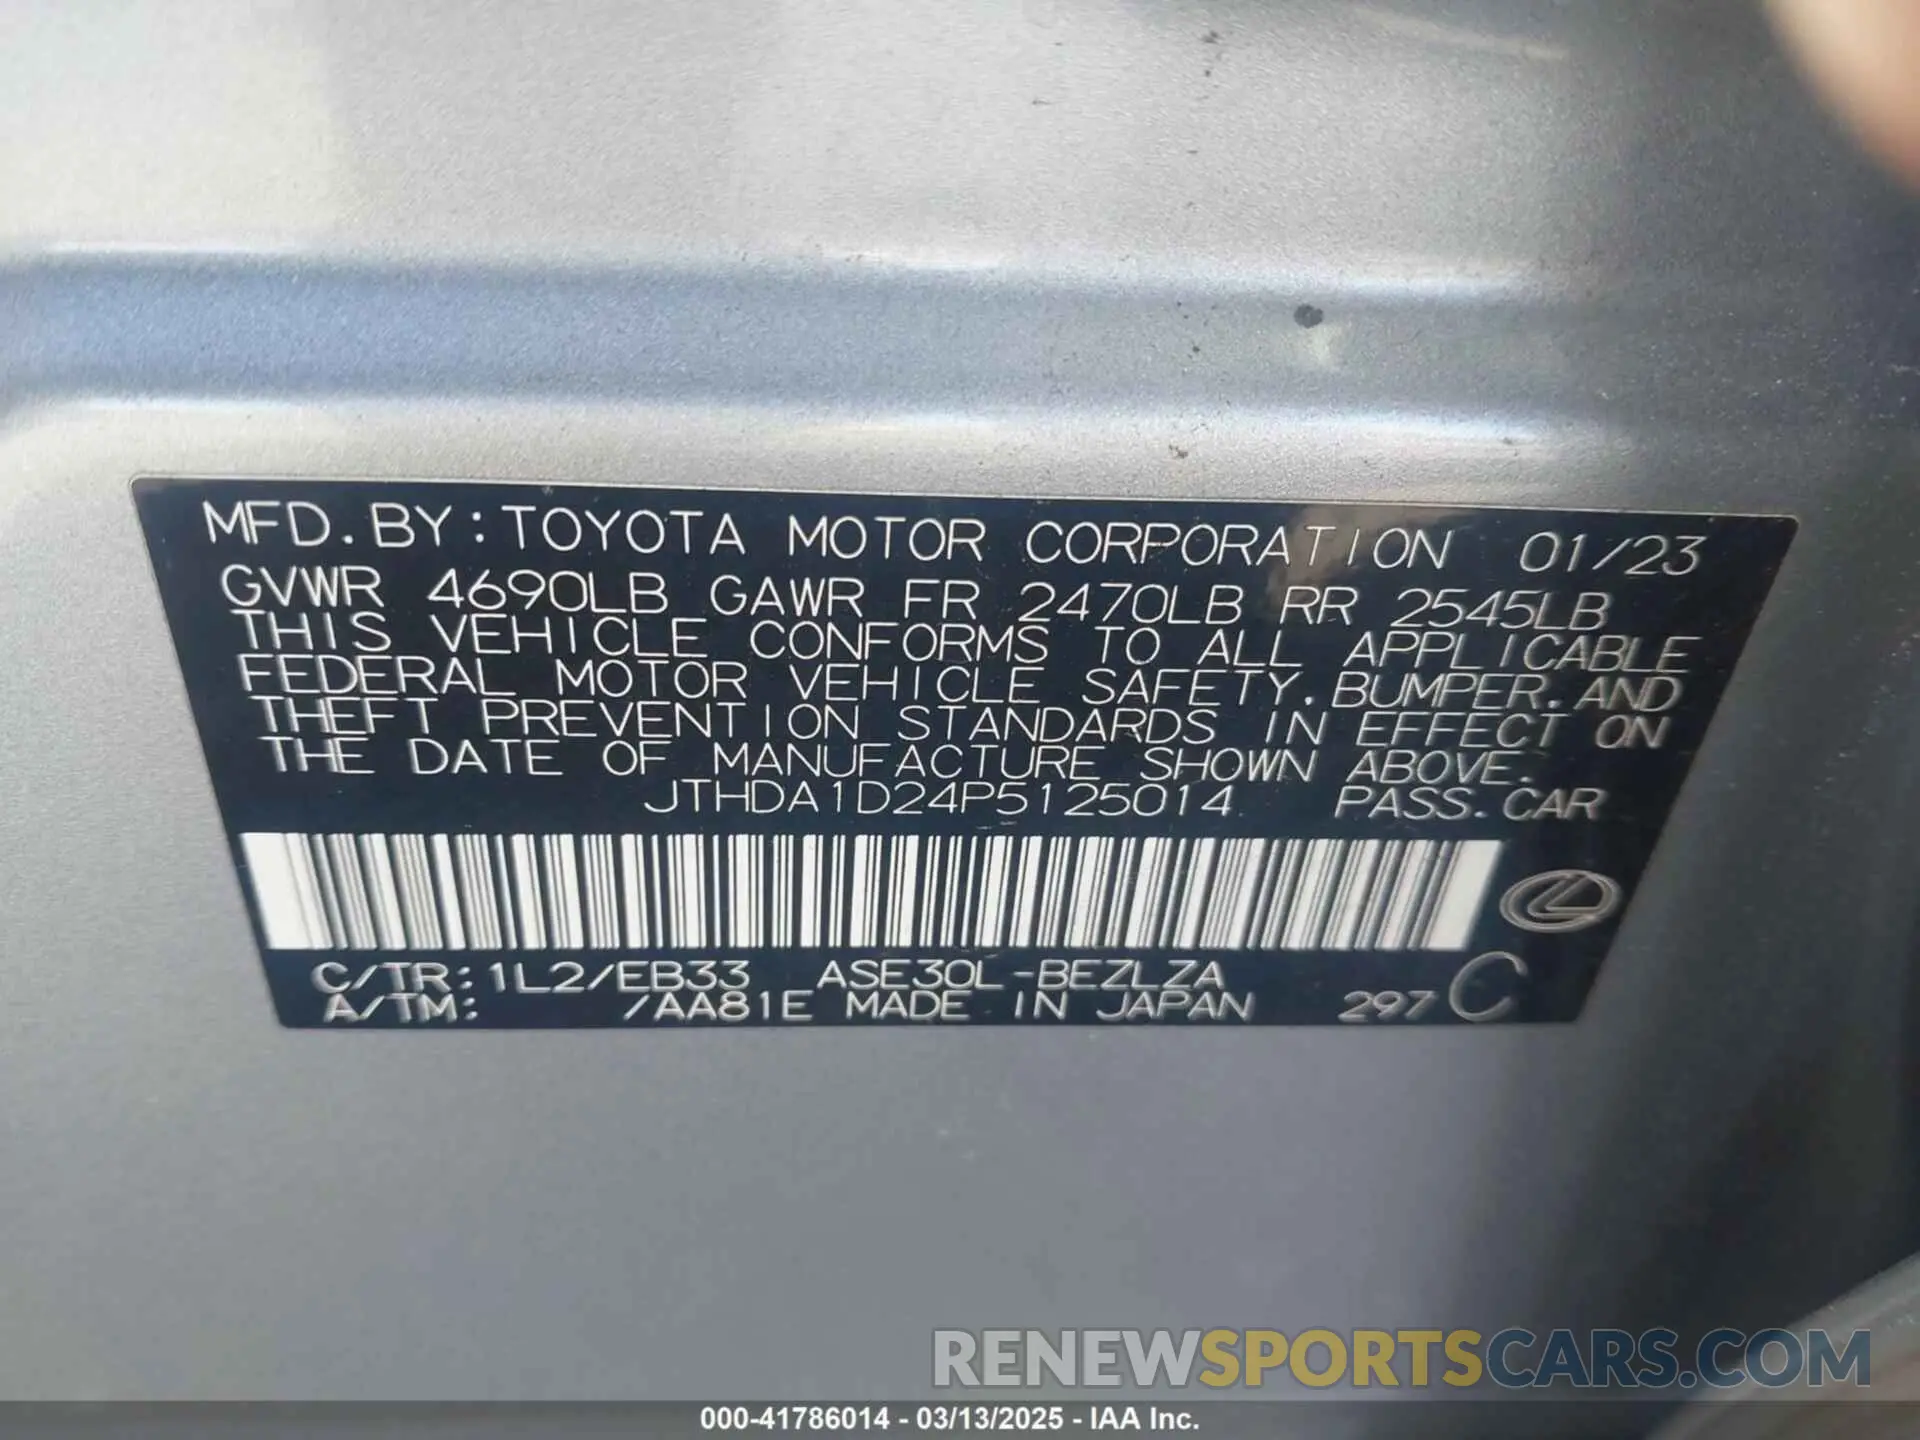 MFD. BY: TOYOTA MOTOR CORPORATION 01/23
GVWR 4690LB GAWR FR 2470LB RR 2545LB
THIS VEHICLE CONFORMS TO ALL APPLICABLE
FEDERAL MOTOR VEHICLE SAFETY. BUMPER. AND
THEFT PREVENTION STANDARDS IN EFFECT ON
THE DATE OF MANUFACTURE SHOWN ABOVE.
JTHDA1D24P5125014 PASS. CAR
C/TR: 1L2/EB33 ASE30L-BEZLZA
A/TM: /AA81E MADE IN JAPAN 297 C
RENEWSPORTSCARS.COM
000-41786014 - 03/13/2025 - IAA Inc.